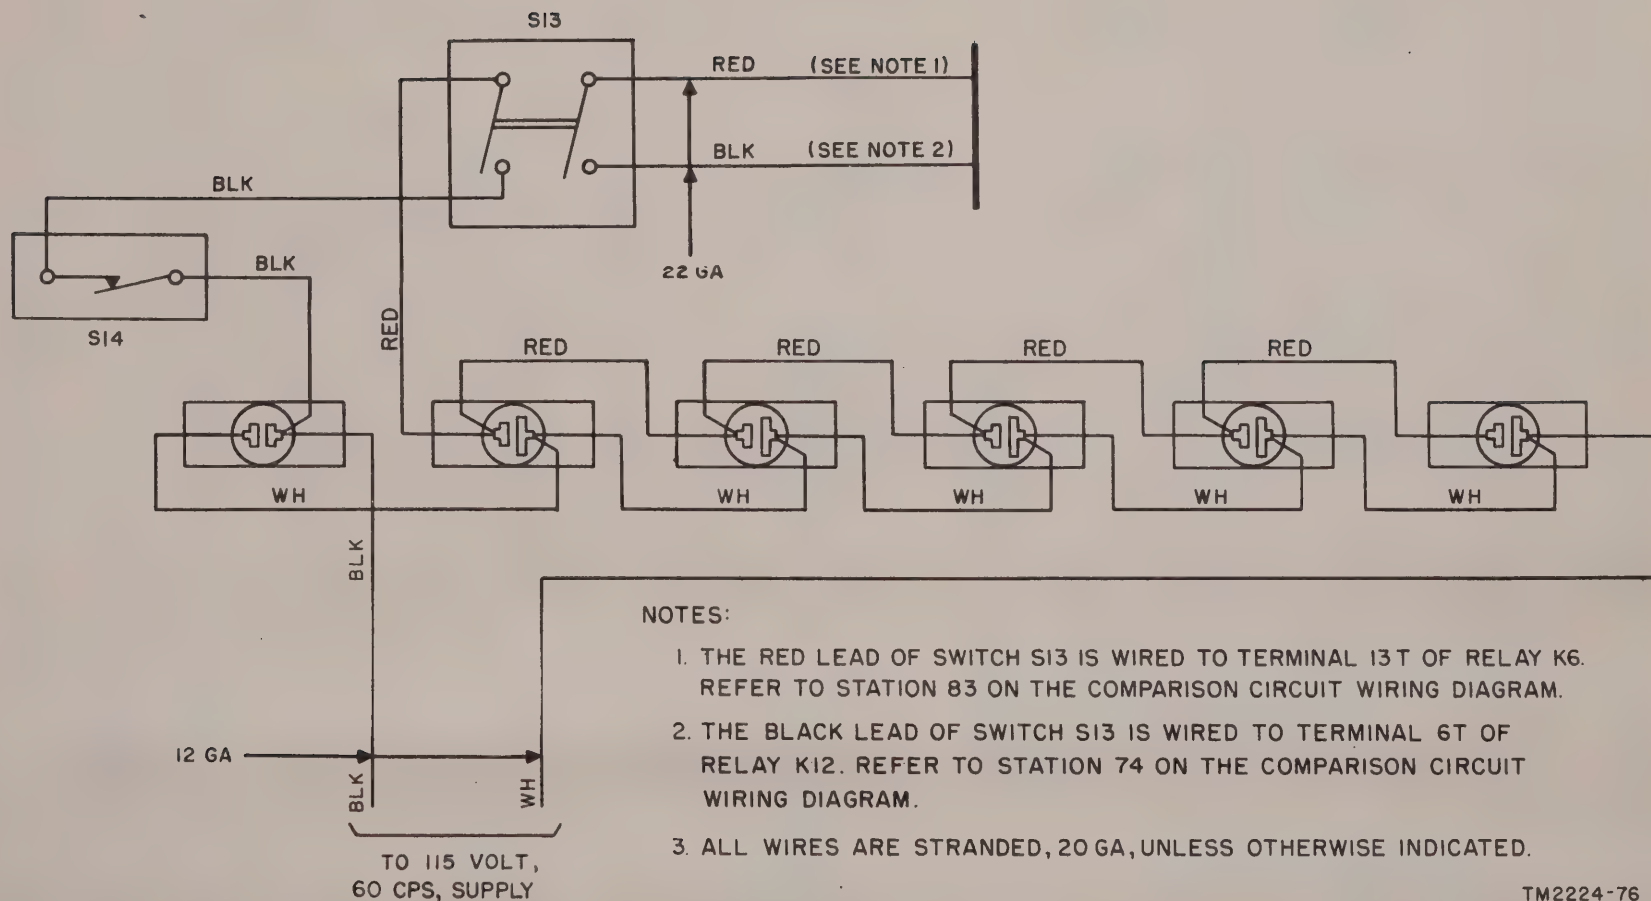 S13
RED (SEE NOTE 1)
BLK (SEE NOTE 2)
BLK
22 GA
BLK
S14
RED
RED
RED
RED
RED
WH
WH
WH
WH
WH
BLK
12 GA
BLK
WH
TO 115 VOLT,
60 CPS, SUPPLY
NOTES:
1. THE RED LEAD OF SWITCH S13 IS WIRED TO TERMINAL 13T OF RELAY K6.
REFER TO STATION 83 ON THE COMPARISON CIRCUIT WIRING DIAGRAM.
2. THE BLACK LEAD OF SWITCH S13 IS WIRED TO TERMINAL 6T OF
RELAY K12. REFER TO STATION 74 ON THE COMPARISON CIRCUIT
WIRING DIAGRAM.
3. ALL WIRES ARE STRANDED, 20 GA, UNLESS OTHERWISE INDICATED.
TM2224-76